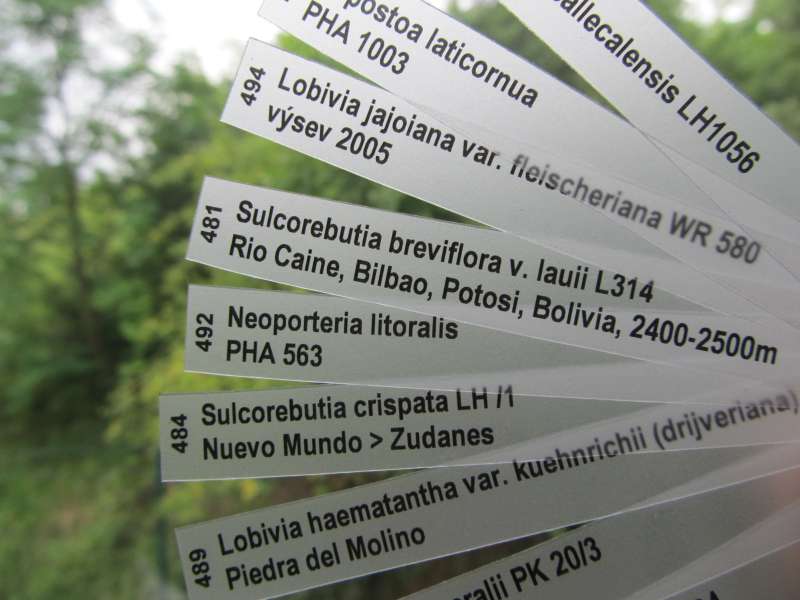 allecalensis LH1056
postoa laticornua
PHA 1003
494
Lobivia jajoiana var. fleischeriana WR 580
výsev 2005
481
Sulcorebutia breviflora v. lauii L314
Rio Caine, Bilbao, Potosi, Bolivia, 2400-2500m
492
Neoporteria litoralis
PHA 563
484
Sulcorebutia crispata LH /1
Nuevo Mundo > Zudanes
489
Lobivia haematantha var. kuehnrichii (drijveriana)
Piedra del Molino
ralii PK 20/3